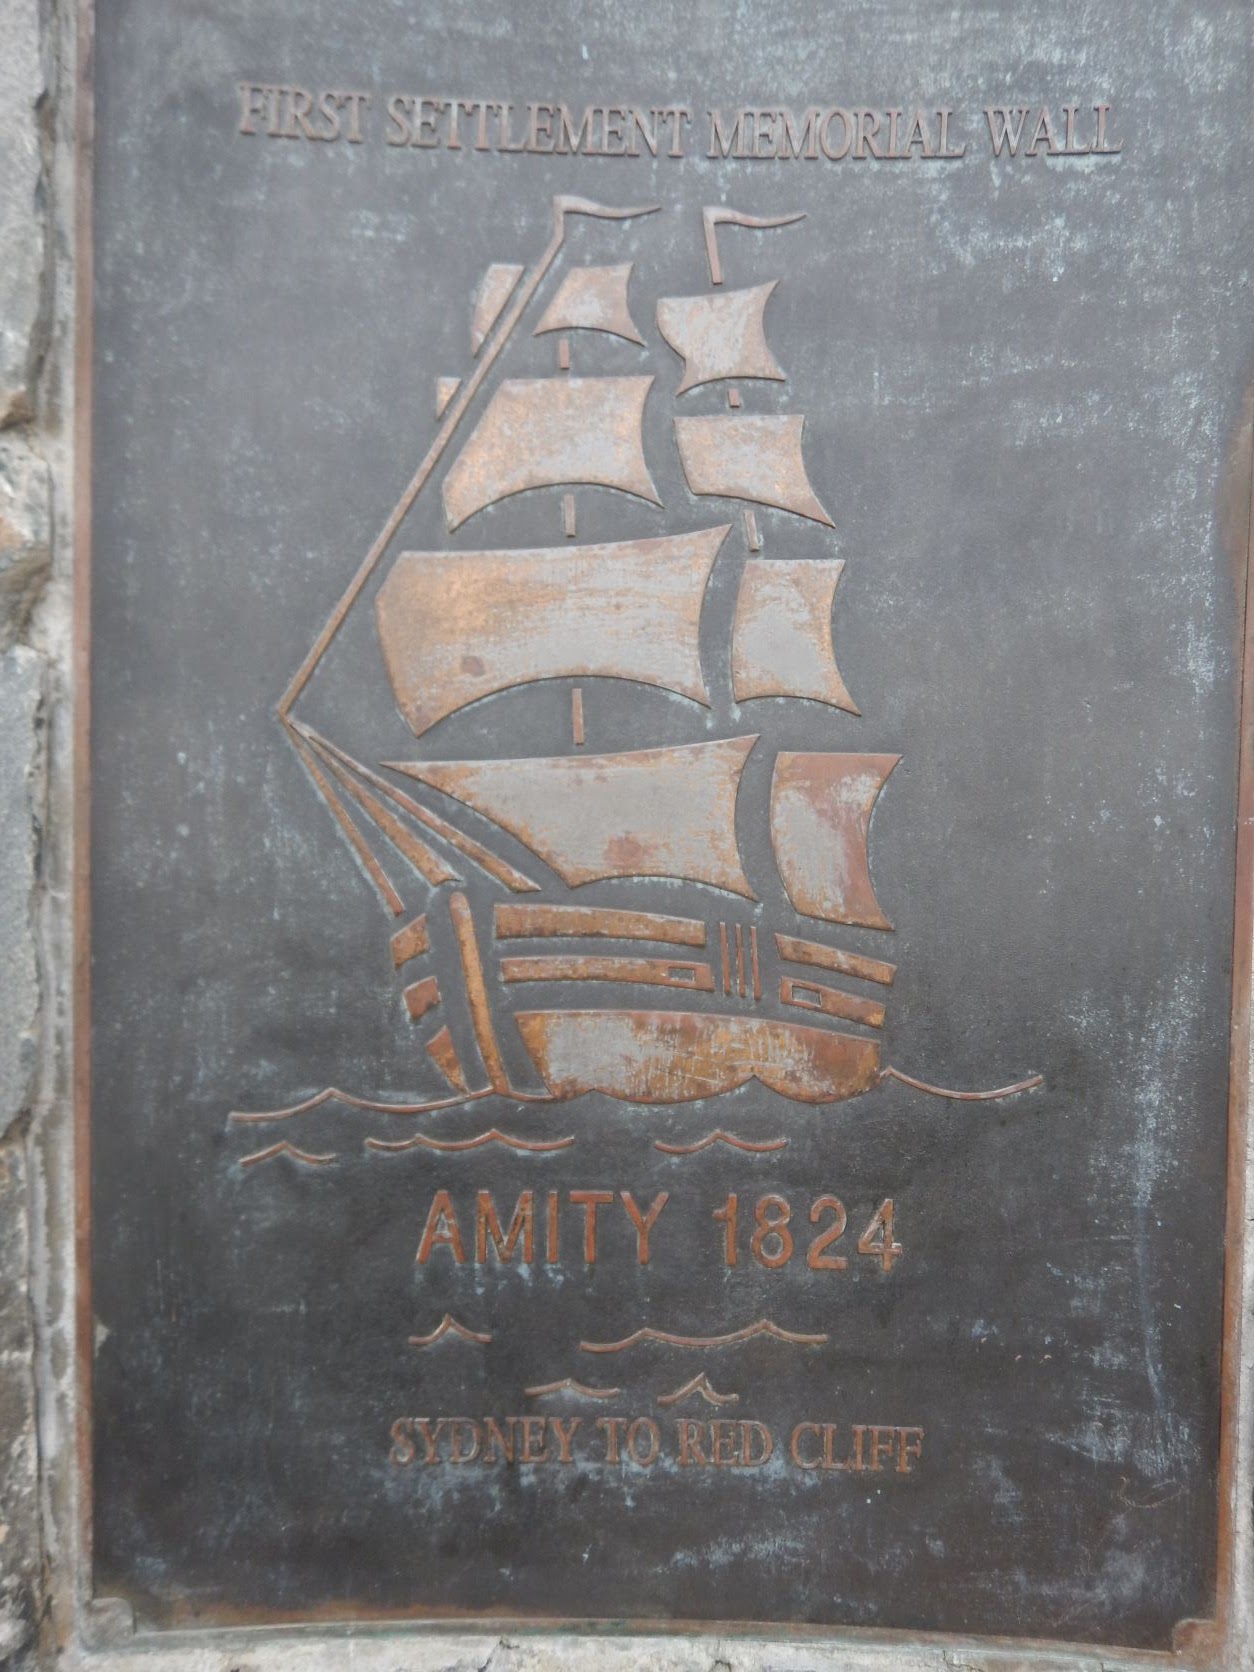 FIRST SETTLEMENT MEMORIAL WALL
AMITY 1824
SYDNEY TO RED CLIFF